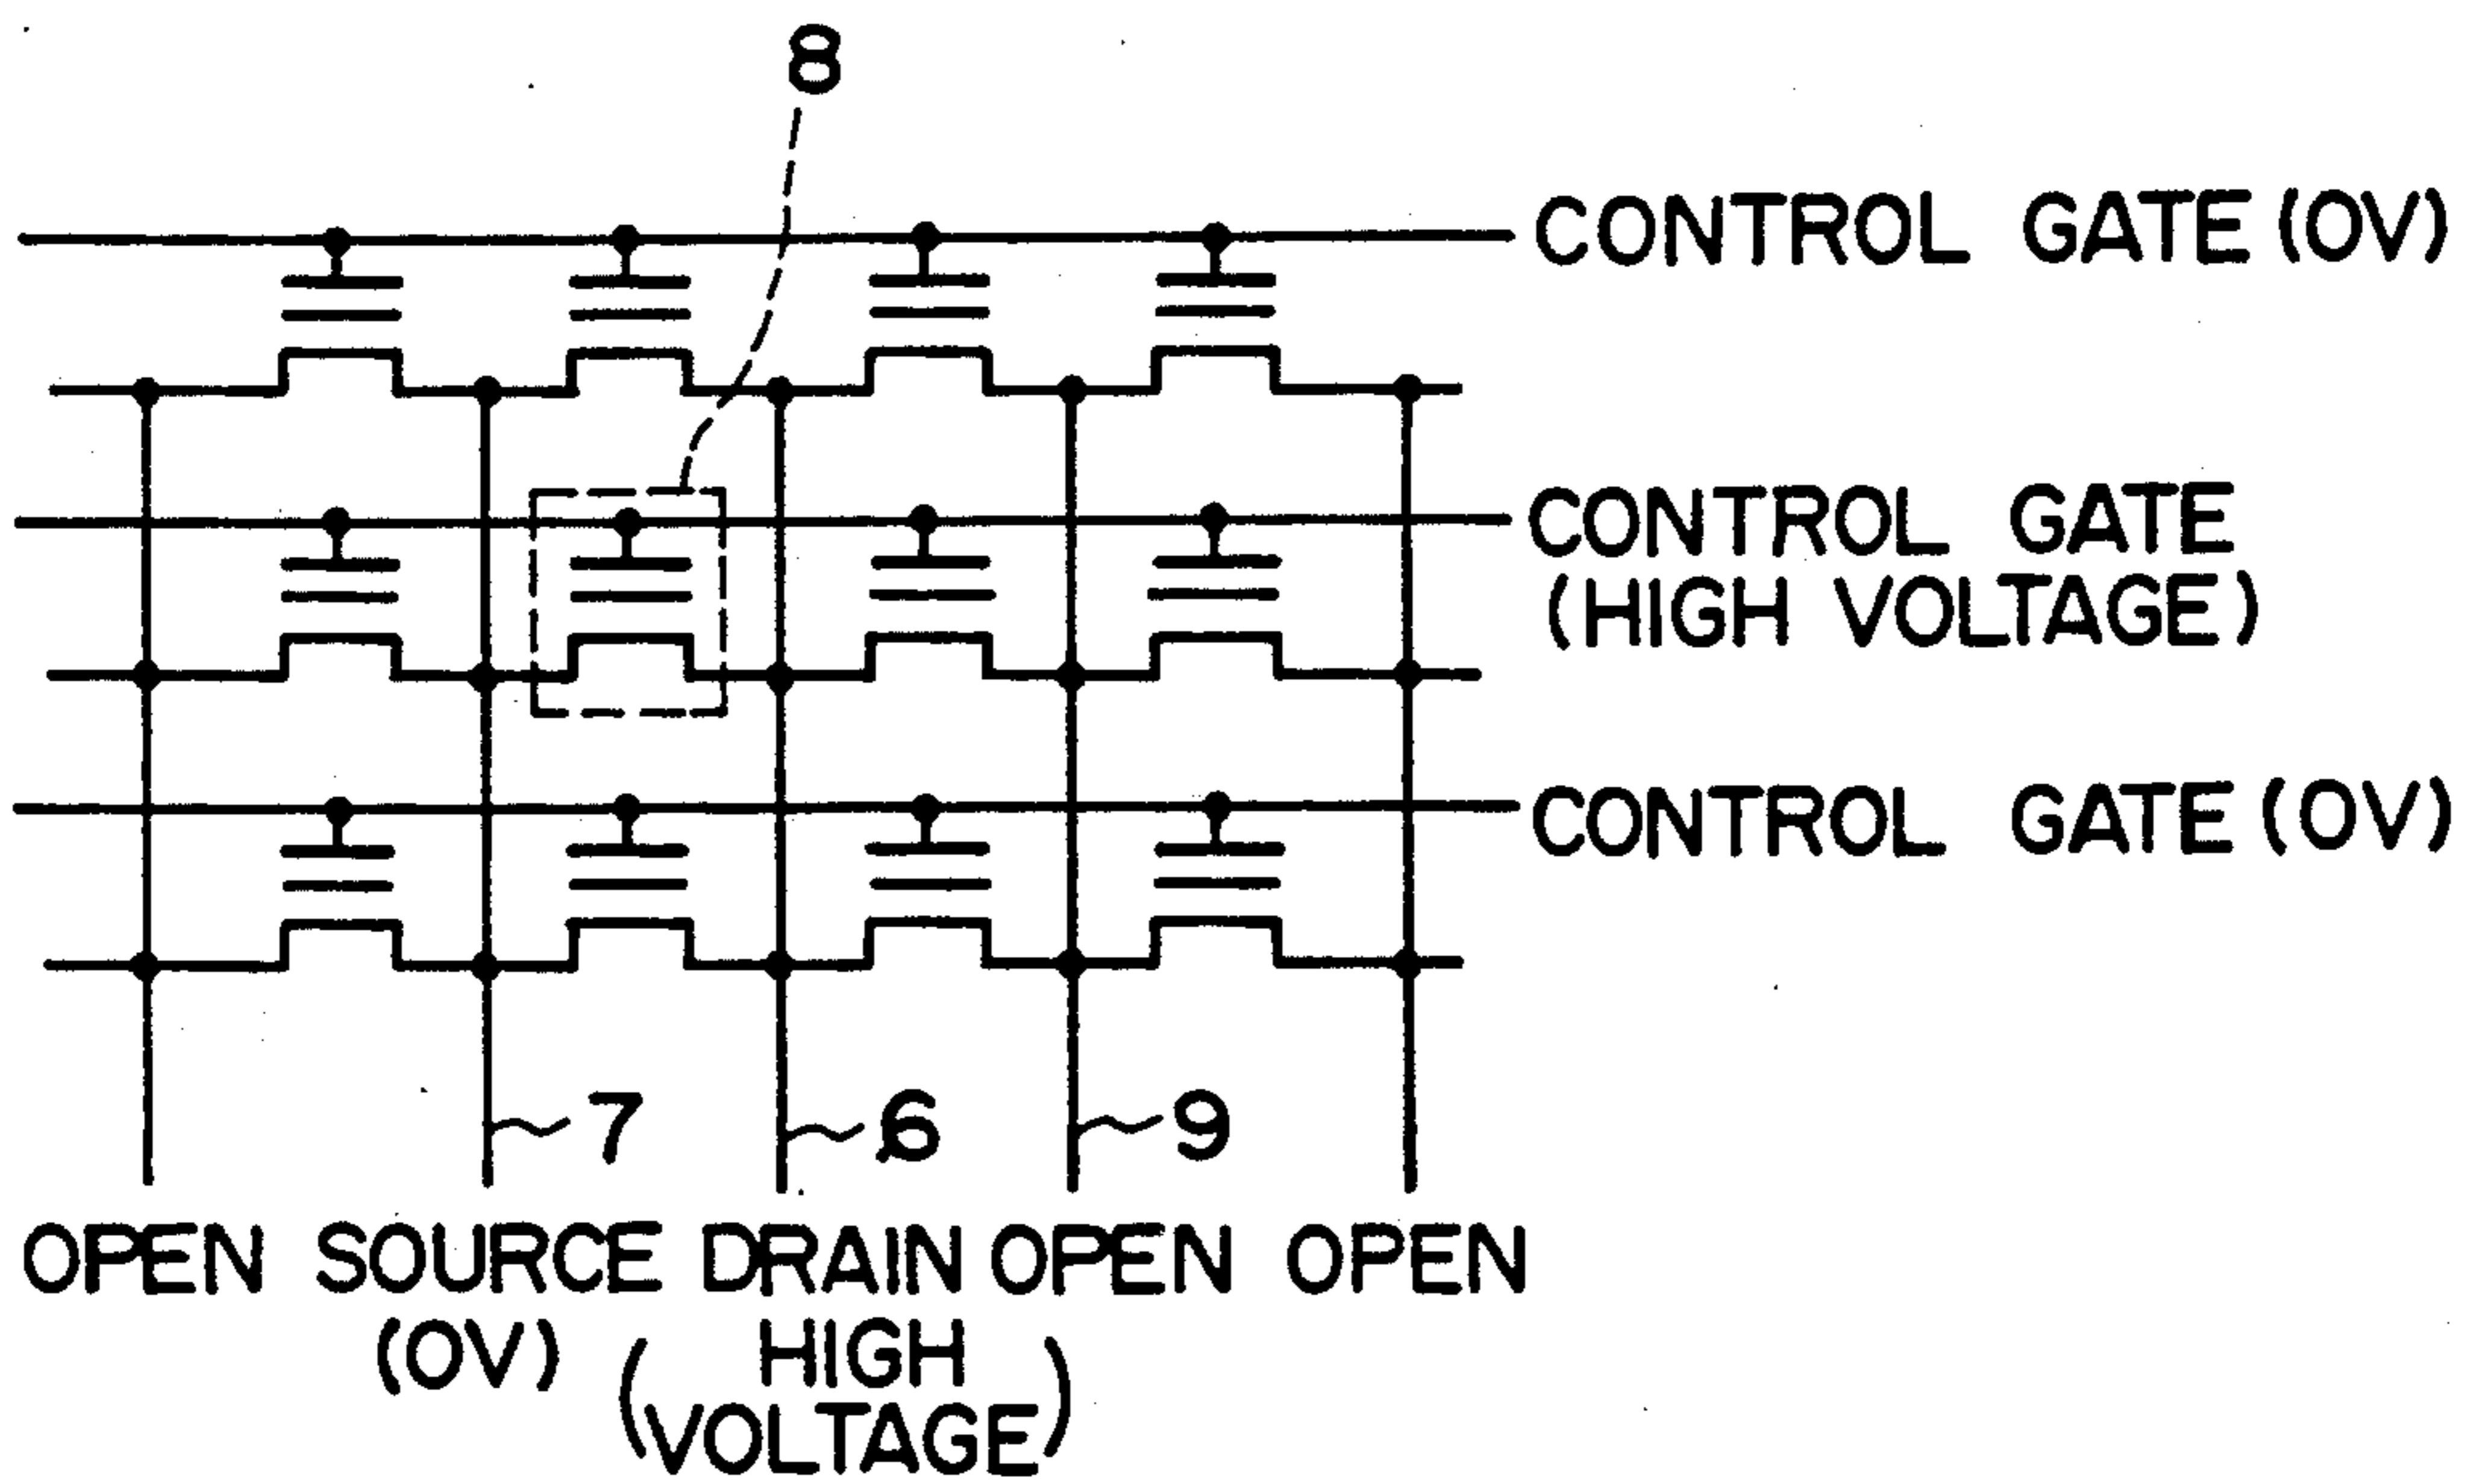 8
CONTROL GATE (OV)
CONTROL GATE
(HIGH VOLTAGE)
CONTROL GATE (OV)
7 6 9
OPEN SOURCE DRAIN OPEN OPEN
(OV) (HIGH
VOLTAGE)